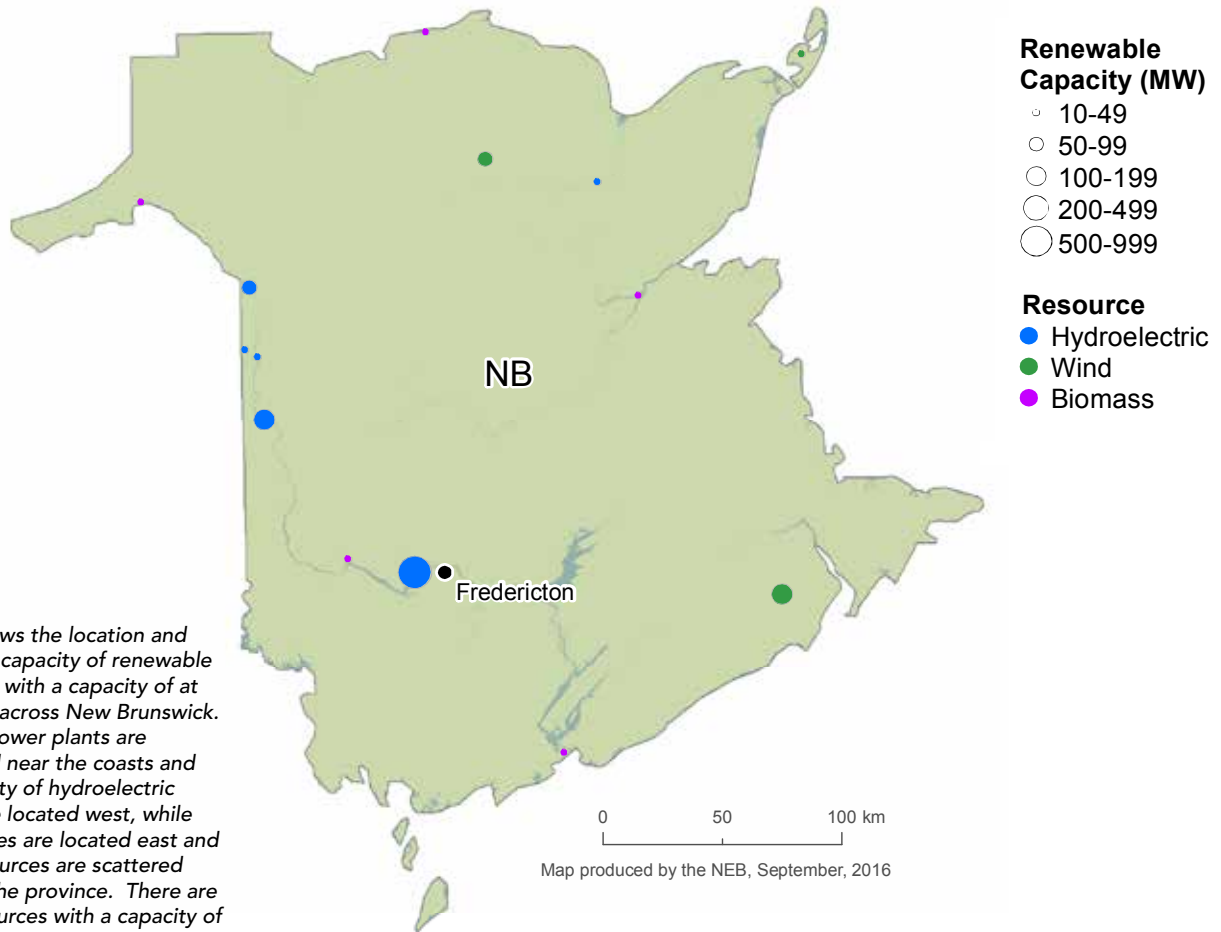 Renewable
Capacity (MW)
10-49
50-99
100-199
200-499
500-999
Resource
Hydroelectric
Wind
Biomass
NB
Fredericton
ws the location and
capacity of renewable
with a capacity of at
across New Brunswick.
ower plants are
near the coasts and
ty of hydroelectric
located west, while
es are located east and
urces are scattered
he province. There are
urces with a capacity of
0 50 100 km
Map produced by the NEB, September, 2016